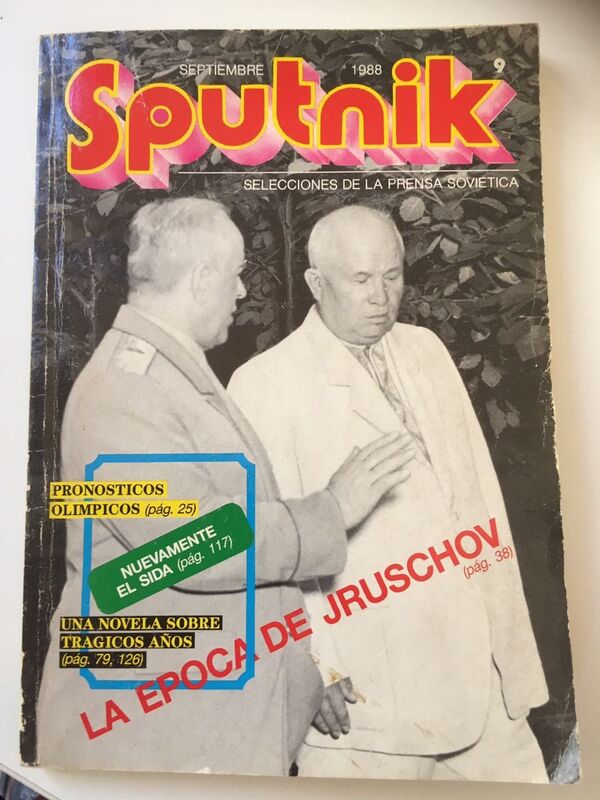 SEPTIEMBRE 1988 9
Sputnik
SELECCIONES DE LA PRENSA SOVIETICA
PRONOSTICOS
OLIMPICOS (pág. 25)
NUEVAMENTE
EL SIDA (pág. 117)
UNA NOVELA SOBRE
TRAGICOS AÑOS
(pág. 79, 126)
LA EPOCA DE JRUSCHOV
(pág. 38)